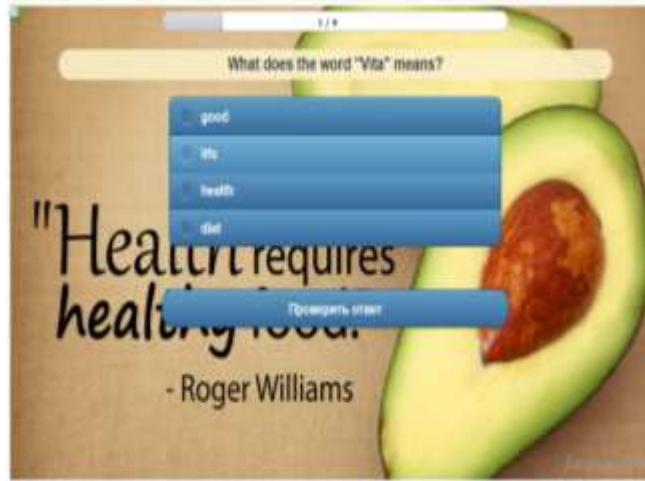 1 / 9
What does the word "Vita" means?
good
life
health
diet
"Health requires
healthy food."
Проверить ответ
- Roger Williams